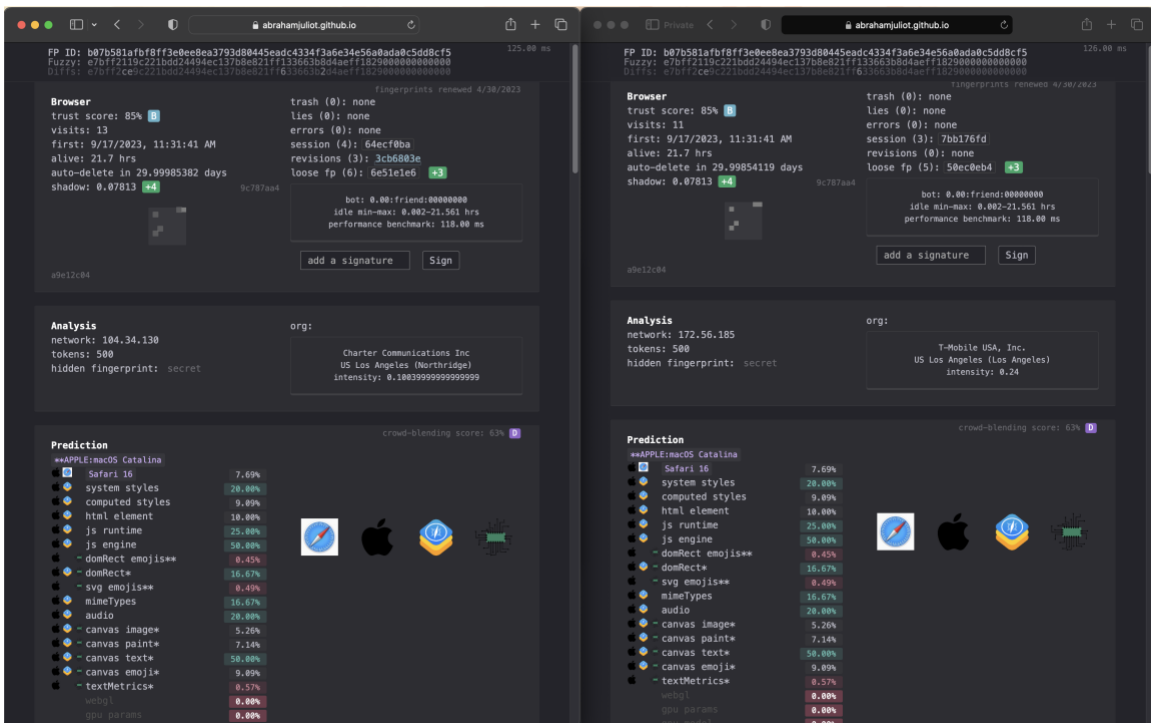 abrahamjuliot.github.io
FP ID: b07b581afbf8ff3e0ee8ea3793d80445eadc4334f3a6e34e56a0ada0c5dd8cf5
125.00 ms
Fuzzy: e7bff2119c221bdd24494ec137b8e821ff133663b8d4aeff1829000000000000
Diffs: e7bff2ce9c221bdd24494ec137b8e821ff633663b2d4aeff1829000000000000
fingerprints renewed 4/30/2023
Browser
trust score: 85% B
visits: 13
first: 9/17/2023, 11:31:41 AM
alive: 21.7 hrs
auto-delete in 29.99985382 days
shadow: 0.07813 +4
9c787aa4
a9e12c04
trash (0): none
lies (0): none
errors (0): none
session (4): 64ecf0ba
revisions (3): 3cb6803e
loose fp (6): 6e51e1e6 +3
bot: 0.00:friend:00000000
idle min-max: 0.002–21.561 hrs
performance benchmark: 118.00 ms
add a signature
Sign
Analysis
network: 104.34.130
tokens: 500
hidden fingerprint: secret
org:
Charter Communications Inc
US Los Angeles (Northridge)
intensity: 0.10039999999999999
crowd-blending score: 63% D
Prediction
**APPLE:macOS Catalina
Safari 16 7.69%
system styles 20.00%
computed styles 9.09%
html element 10.00%
js runtime 25.00%
js engine 50.00%
~ domRect emojis** 0.45%
~ domRect* 16.67%
~ svg emojis** 0.49%
mimeTypes 16.67%
audio 20.00%
~ canvas image* 5.26%
~ canvas paint* 7.14%
~ canvas text* 50.00%
~ canvas emoji* 9.09%
~ textMetrics* 0.57%
webgl 0.00%
gpu params 0.00%
Private
abrahamjuliot.github.io
FP ID: b07b581afbf8ff3e0ee8ea3793d80445eadc4334f3a6e34e56a0ada0c5dd8cf5
126.00 ms
Fuzzy: e7bff2119c221bdd24494ec137b8e821ff133663b8d4aeff1829000000000000
Diffs: e7bff2ce9c221bdd24494ec137b8e821ff633663b8d4aeff1829000000000000
fingerprints renewed 4/30/2023
Browser
trust score: 85% B
visits: 11
first: 9/17/2023, 11:31:41 AM
alive: 21.7 hrs
auto-delete in 29.99854119 days
shadow: 0.07813 +4
9c787aa4
a9e12c04
trash (0): none
lies (0): none
errors (0): none
session (3): 7bb176fd
revisions (0): none
loose fp (5): 50ec0eb4 +3
bot: 0.00:friend:00000000
idle min-max: 0.002–21.561 hrs
performance benchmark: 118.00 ms
add a signature
Sign
Analysis
network: 172.56.185
tokens: 500
hidden fingerprint: secret
org:
T-Mobile USA, Inc.
US Los Angeles (Los Angeles)
intensity: 0.24
crowd-blending score: 63% D
Prediction
**APPLE:macOS Catalina
Safari 16 7.69%
system styles 20.00%
computed styles 9.09%
html element 10.00%
js runtime 25.00%
js engine 50.00%
~ domRect emojis** 0.45%
~ domRect* 16.67%
~ svg emojis** 0.49%
mimeTypes 16.67%
audio 20.00%
~ canvas image* 5.26%
~ canvas paint* 7.14%
~ canvas text* 50.00%
~ canvas emoji* 9.09%
~ textMetrics* 0.57%
webgl 0.00%
gpu params 0.00%